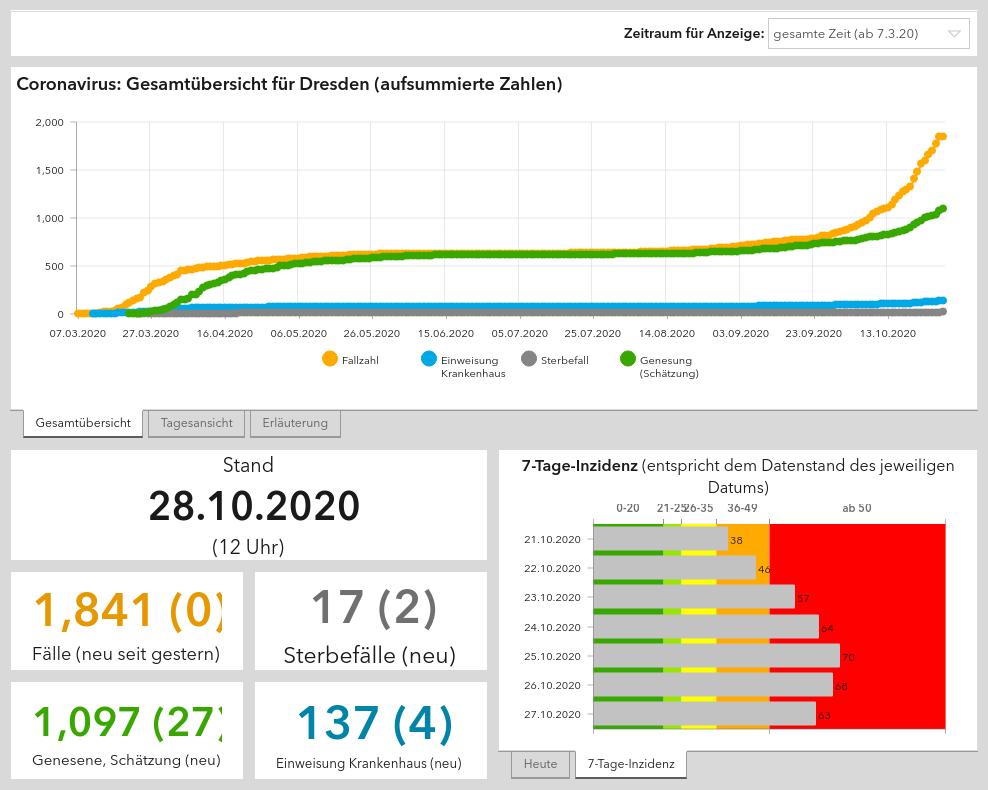 Zeitraum für Anzeige: gesamte Zeit (ab 7.3.20)
Coronavirus: Gesamtübersicht für Dresden (aufsummierte Zahlen)
2,000
1,500
1,000
500
0
07.03.2020 27.03.2020 16.04.2020 06.05.2020 26.05.2020 15.06.2020 05.07.2020 25.07.2020 14.08.2020 03.09.2020 23.09.2020 13.10.2020
Fallzahl Einweisung Sterbefall Genesung
Krankenhaus (Schätzung)
Gesamtübersicht Tagesansicht Erläuterung
Stand
28.10.2020
(12 Uhr)
1,841 (0)
Fälle (neu seit gestern)
17 (2)
Sterbefälle (neu)
1,097 (27)
Genesene, Schätzung (neu)
137 (4)
Einweisung Krankenhaus (neu)
7-Tage-Inzidenz (entspricht dem Datenstand des jeweiligen
Datums)
0-20 21-25 26-35 36-49 ab 50
21.10.2020 38
22.10.2020 46
23.10.2020 57
24.10.2020 64
25.10.2020 70
26.10.2020 68
27.10.2020 63
Heute 7-Tage-Inzidenz